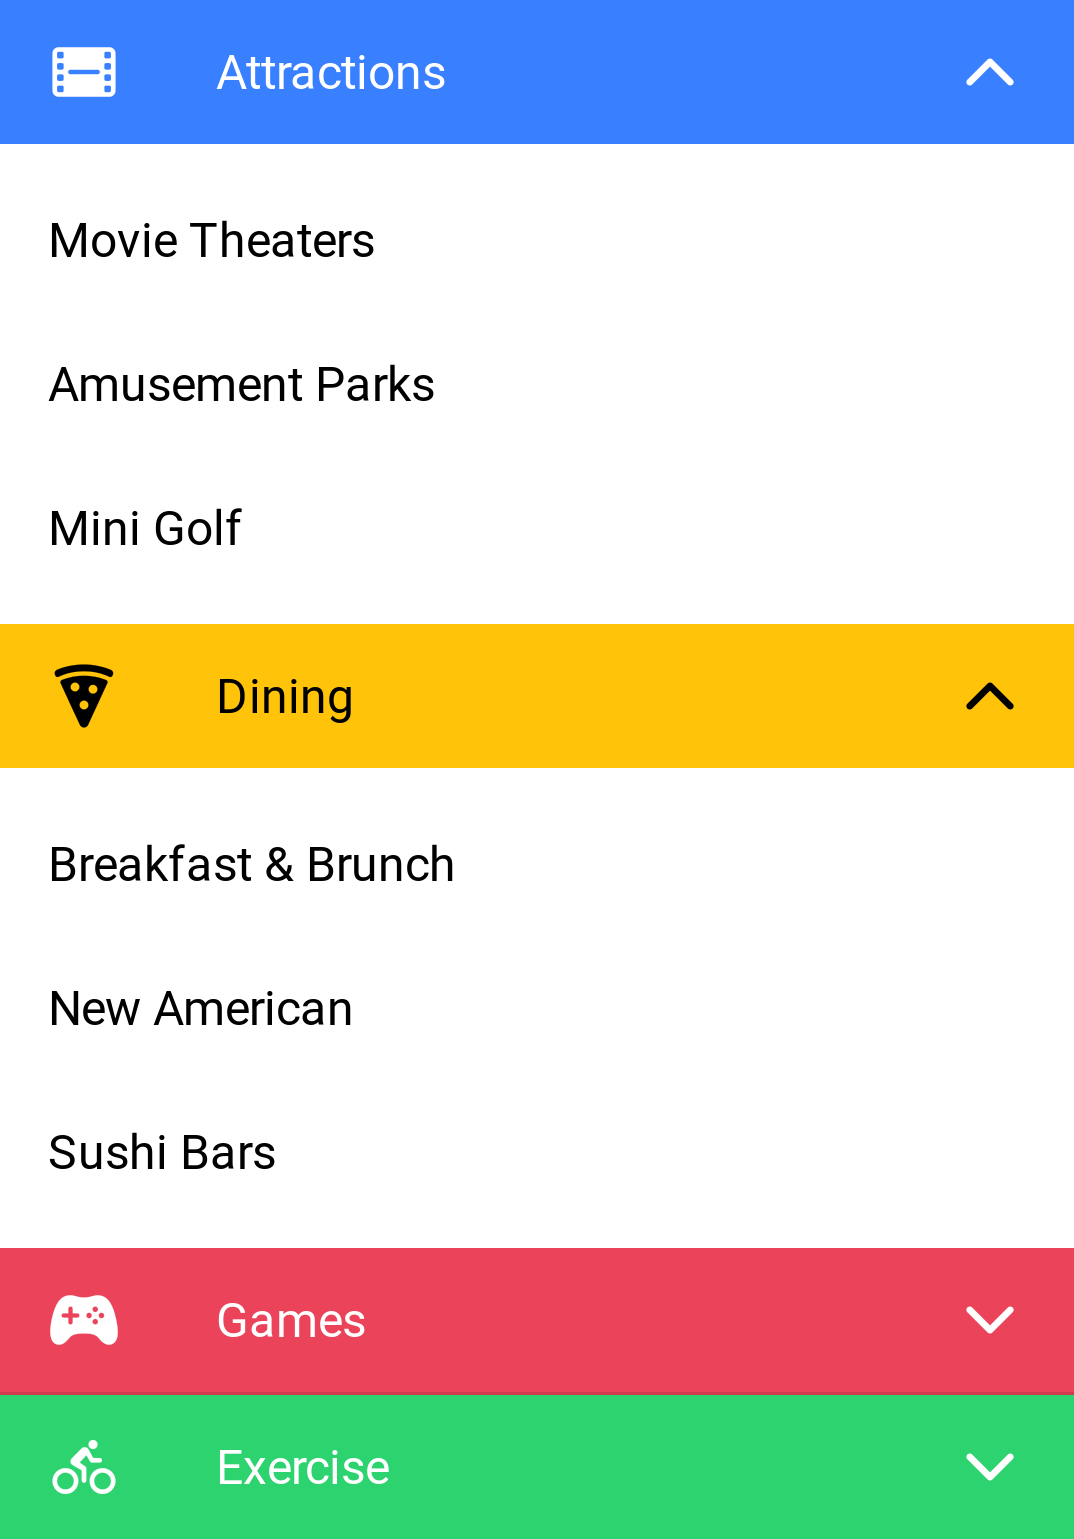 Attractions
Movie Theaters
Amusement Parks
Mini Golf
Dining
Breakfast & Brunch
New American
Sushi Bars
Games
Exercise